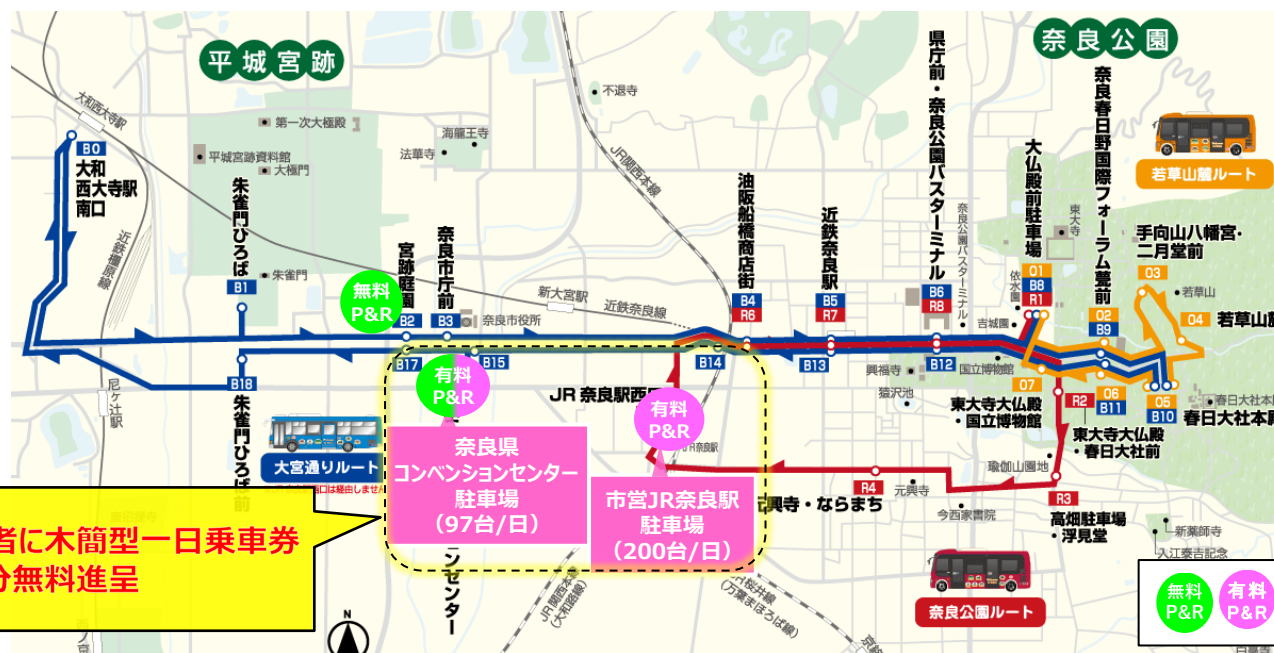 平城宮跡
奈良公園
大和西大寺駅
B0
大和
西大寺駅
南口
第一次大極殿
平城宮跡資料館
大極門
海龍王寺
法華寺
不退寺
JR関西本線
近鉄橿原線
朱雀門ひろば
B1
朱雀門
無料
P&R
宮跡庭園
B2
奈良市庁前
B3
奈良市役所
新大宮駅
近鉄奈良線
油阪船橋商店街
B4
R6
近鉄奈良駅
B5
R7
県庁前・奈良公園バスターミナル
B6
R8
奈良公園バスターミナル
大仏殿前駐車場
O1
B8
R1
依水園
吉城園
東大寺
奈良春日野国際フォーラム甍前
O2
B9
若草山麓ルート
手向山八幡宮・
二月堂前
O3
若草山
O4
若草山
B18
朱雀門ひろば前
尼ヶ辻駅
B17
B15
B14
B13
B12
興福寺
国立博物館
猿沢池
O7
東大寺大仏殿
・国立博物館
R2
東大寺大仏殿
・春日大社前
O6
B11
O5
B10
春日大社本殿
春日大社本
有料
P&R
JR 奈良駅西
有料
P&R
JR奈良駅
大宮通りルート
口は経由しません
奈良県
コンベンションセンター
駐車場
（97台/日）
市営JR奈良駅
駐車場
（200台/日）
R4
元興寺
興寺・ならまち
今西家書院
瑜伽山園地
R3
高畑駐車場
・浮見堂
新薬師寺
入江泰吉記念
者に木簡型一日乗車券
分無料進呈
ンセンター
N
JR関西本線
(大和路線)
JR桜井線
(万葉まほろば線)
奈良公園ルート
無料
P&R
有料
P&R